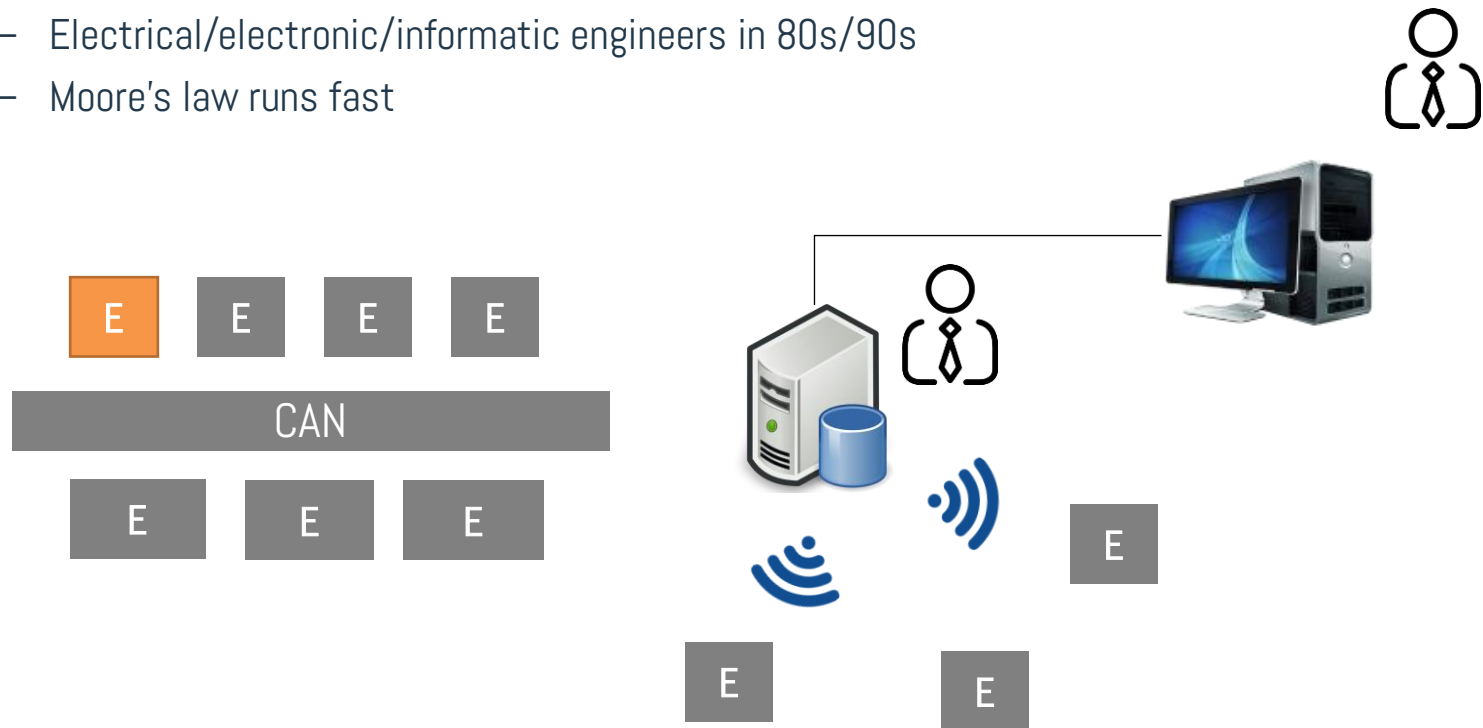 – Electrical/electronic/informatic engineers in 80s/90s
– Moore's law runs fast
E E E E
CAN
E E E
E
E
E